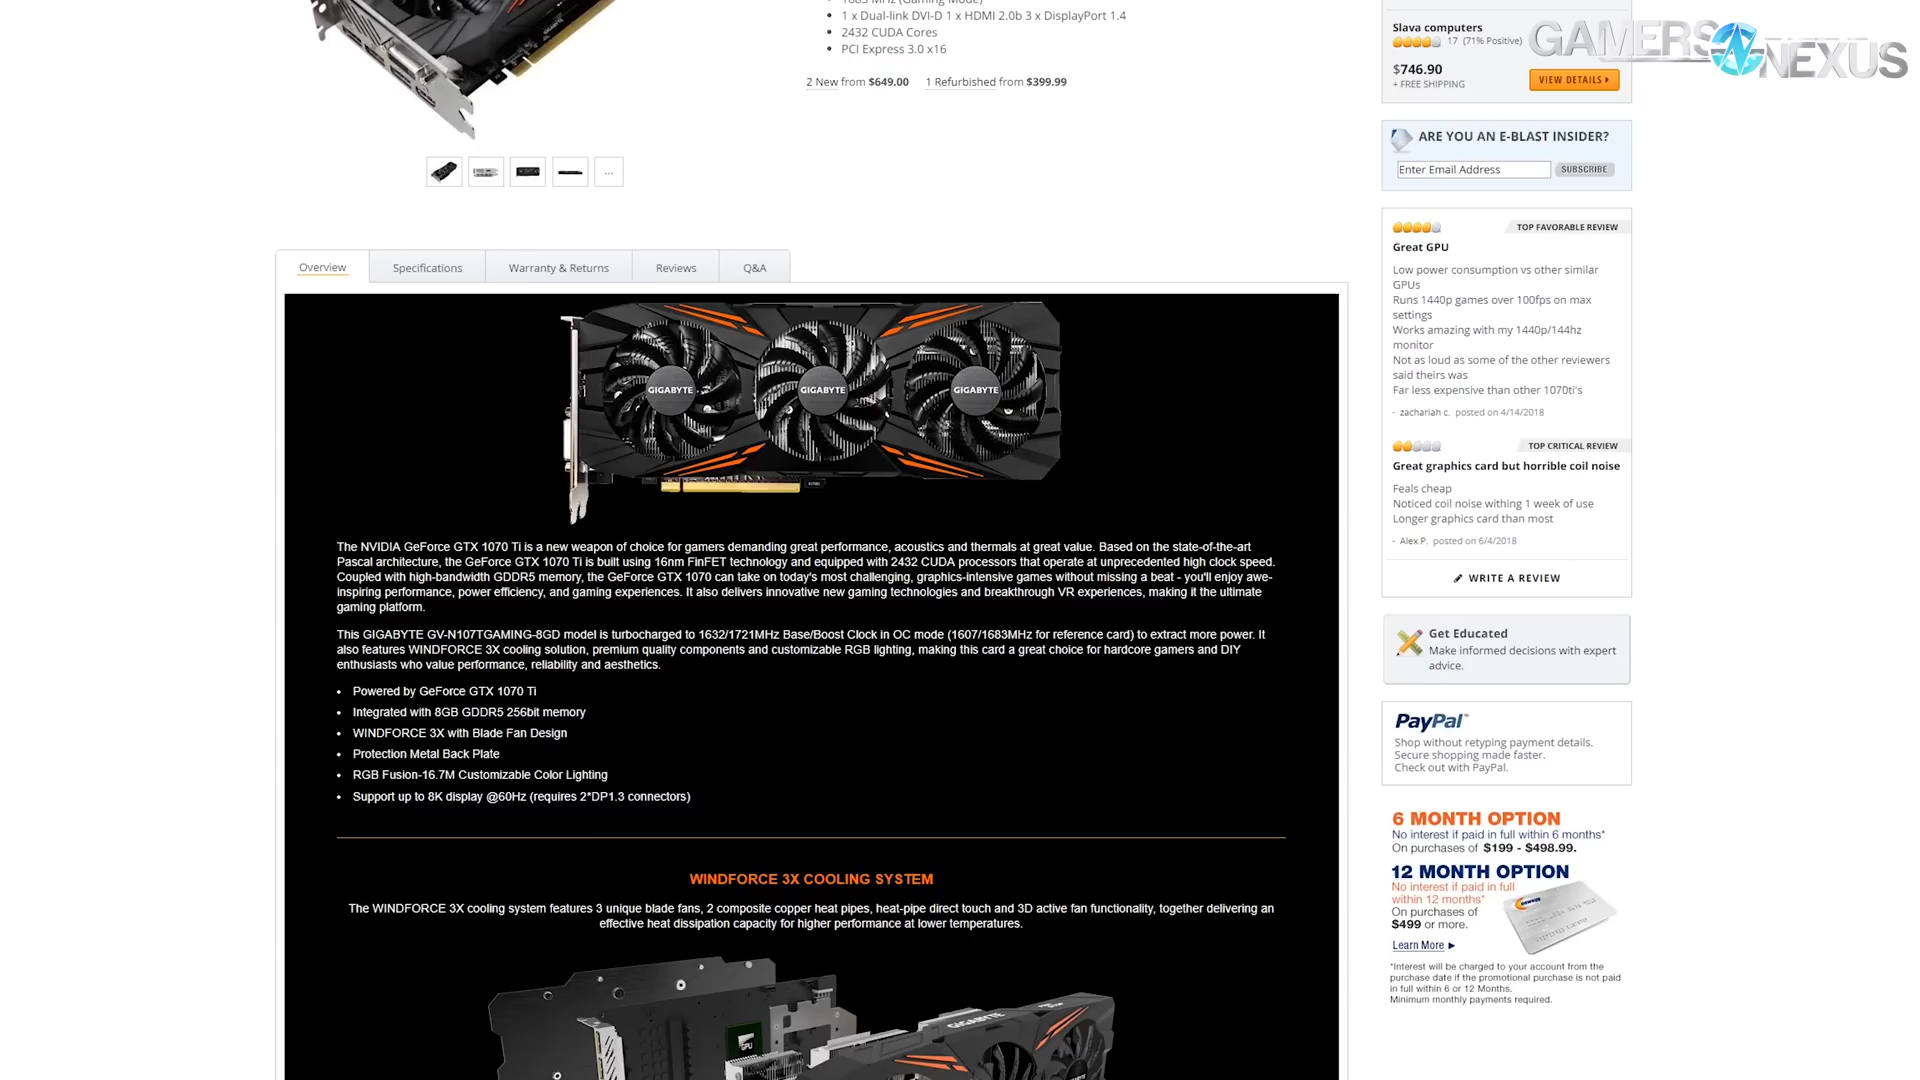 1683 MHz (Gaming Mode)
1 x Dual-link DVI-D 1 x HDMI 2.0b 3 x DisplayPort 1.4
2432 CUDA Cores
PCI Express 3.0 x16
2 New from $649.00 1 Refurbished from $399.99
Slava computers
17 (71% Positive)
$746.90
+ FREE SHIPPING
VIEW DETAILS
GAMERS NEXUS
ARE YOU AN E-BLAST INSIDER?
Enter Email Address
SUBSCRIBE
...
Overview
Specifications
Warranty & Returns
Reviews
Q&A
GIGABYTE
GIGABYTE
GIGABYTE
The NVIDIA GeForce GTX 1070 Ti is a new weapon of choice for gamers demanding great performance, acoustics and thermals at great value. Based on the state-of-the-art
Pascal architecture, the GeForce GTX 1070 Ti is built using 16nm FinFET technology and equipped with 2432 CUDA processors that operate at unprecedented high clock speed.
Coupled with high-bandwidth GDDR5 memory, the GeForce GTX 1070 can take on today's most challenging, graphics-intensive games without missing a beat - you'll enjoy awe-
inspiring performance, power efficiency, and gaming experiences. It also delivers innovative new gaming technologies and breakthrough VR experiences, making it the ultimate
gaming platform.
This GIGABYTE GV-N107TGAMING-8GD model is turbocharged to 1632/1721MHz Base/Boost Clock in OC mode (1607/1683MHz for reference card) to extract more power. It
also features WINDFORCE 3X cooling solution, premium quality components and customizable RGB lighting, making this card a great choice for hardcore gamers and DIY
enthusiasts who value performance, reliability and aesthetics.
• Powered by GeForce GTX 1070 Ti
• Integrated with 8GB GDDR5 256bit memory
• WINDFORCE 3X with Blade Fan Design
• Protection Metal Back Plate
• RGB Fusion-16.7M Customizable Color Lighting
• Support up to 8K display @60Hz (requires 2*DP1.3 connectors)
WINDFORCE 3X COOLING SYSTEM
The WINDFORCE 3X cooling system features 3 unique blade fans, 2 composite copper heat pipes, heat-pipe direct touch and 3D active fan functionality, together delivering an
effective heat dissipation capacity for higher performance at lower temperatures.
GPU
GIGABYTE
GIGABYTE
TOP FAVORABLE REVIEW
Great GPU
Low power consumption vs other similar
GPUs
Runs 1440p games over 100fps on max
settings
Works amazing with my 1440p/144hz
monitor
Not as loud as some of the other reviewers
said theirs was
Far less expensive than other 1070ti's
- zachariah c. posted on 4/14/2018
TOP CRITICAL REVIEW
Great graphics card but horrible coil noise
Feals cheap
Noticed coil noise withing 1 week of use
Longer graphics card than most
- Alex P. posted on 6/4/2018
WRITE A REVIEW
Get Educated
Make informed decisions with expert
advice.
PayPal™
Shop without retyping payment details.
Secure shopping made faster.
Check out with PayPal.
6 MONTH OPTION
No interest if paid in full within 6 months*
On purchases of $199 - $498.99.
12 MONTH OPTION
No interest if paid in full
within 12 months*
On purchases of
$499 or more.
Learn More
*Interest will be charged to your account from the
purchase date if the promotional purchase is not paid
in full within 6 or 12 Months.
Minimum monthly payments required.